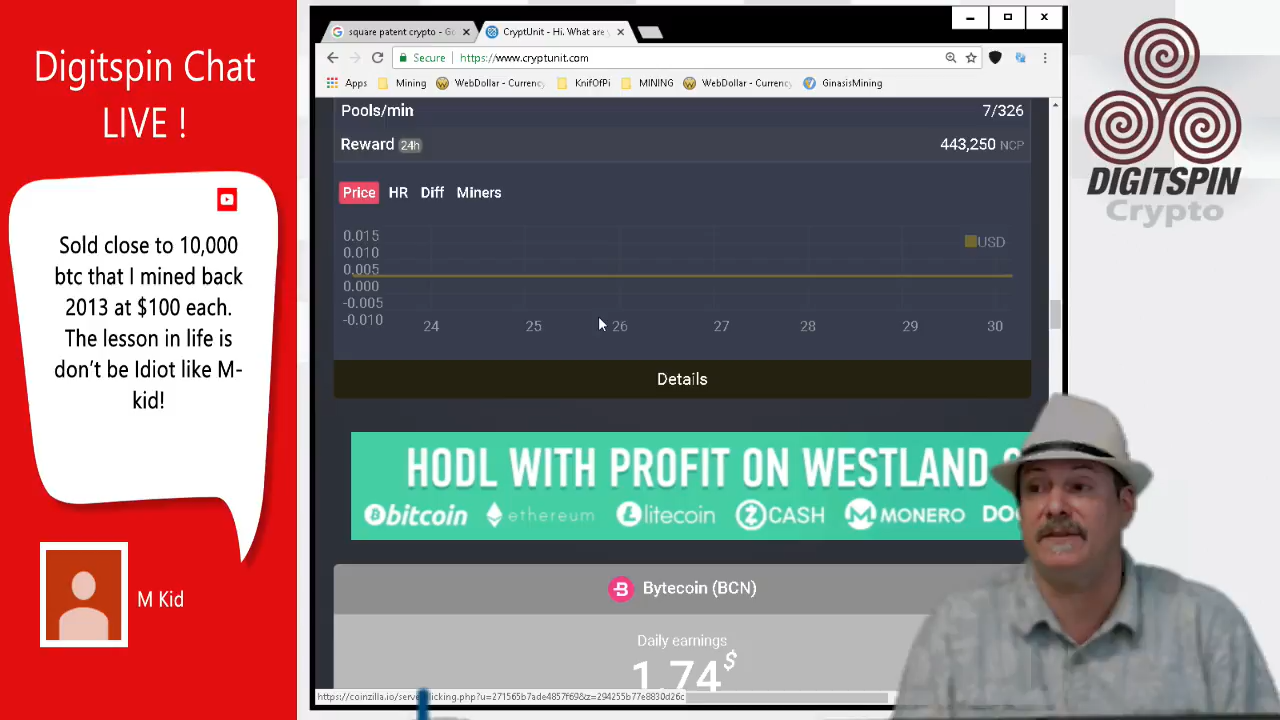 Digitspin Chat
LIVE !
Sold close to 10,000
btc that I mined back
2013 at $100 each.
The lesson in life is
don't be Idiot like M-
kid!
M Kid
square patent crypto - Go
CryptUnit - Hi. What are
Secure
https://www.cryptunit.com
Apps
Mining
WebDollar - Currenc
KnifOfPi
MINING
WebDollar - Currenc
GinasisMining
Pools/min
7/326
Reward 24h
443,250 NCP
Price HR Diff Miners
0.015
0.010
0.005
0.000
-0.005
-0.010
USD
24 25 26 27 28 29 30
Details
HODL WITH PROFIT ON WESTLAND
bitcoin ethereum litecoin ZCASH MONERO
Bytecoin (BCN)
Daily earnings
1.74$
DIGITSPIN
Crypto